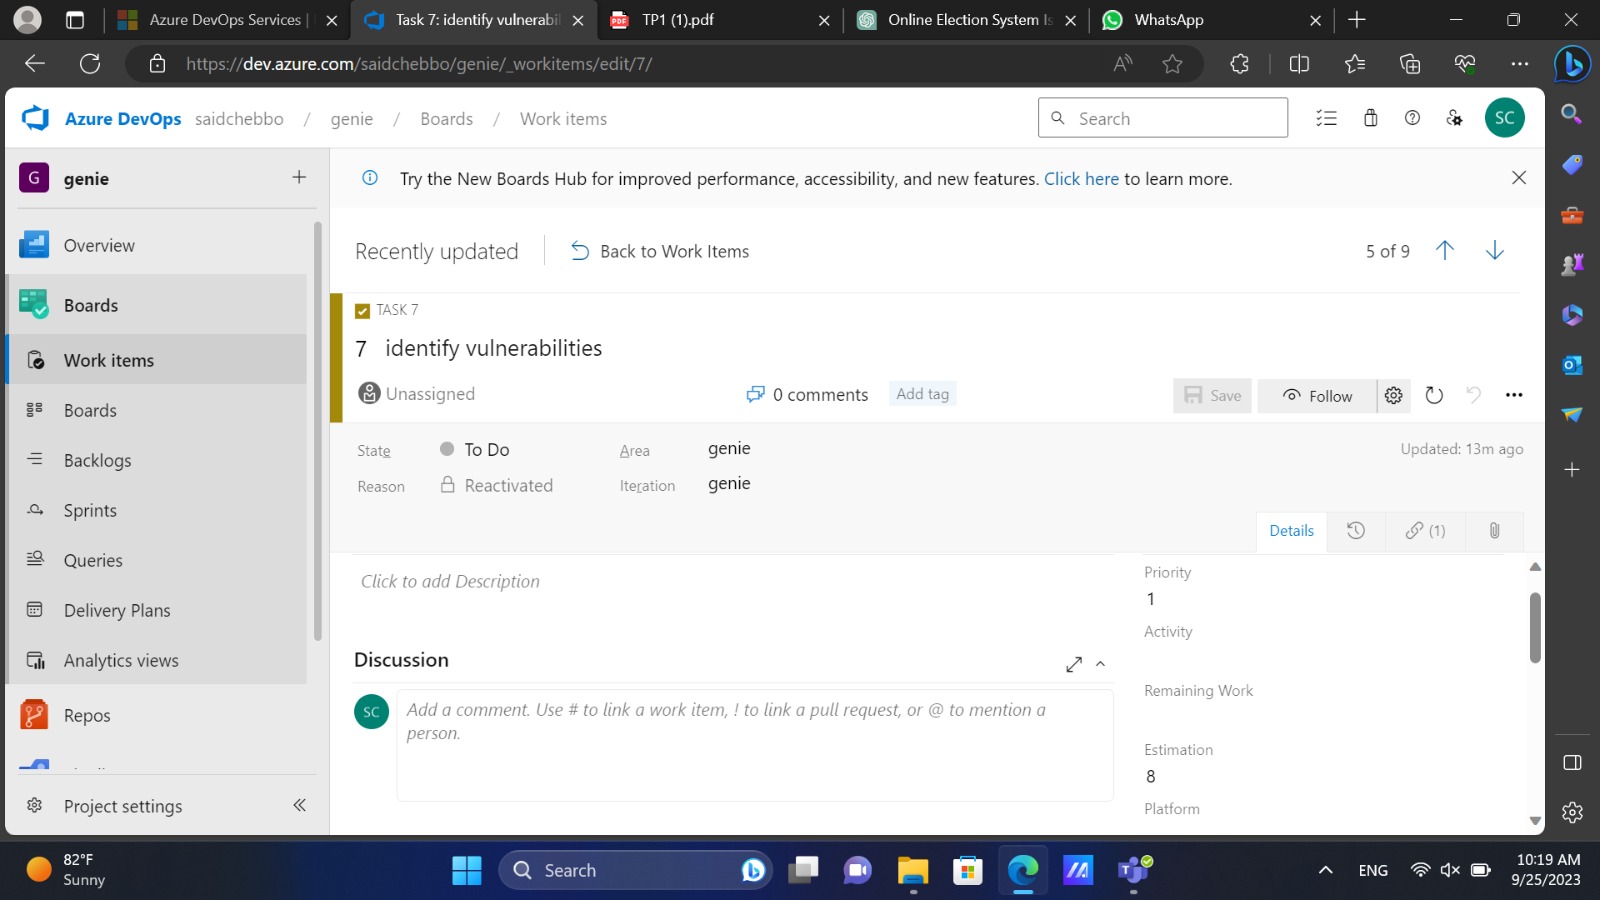 Azure DevOps Services |
Task 7: identify vulnerabil
TP1 (1).pdf
Online Election System Is
WhatsApp
https://dev.azure.com/saidchebbo/genie/_workitems/edit/7/
Azure DevOps saidchebbo / genie / Boards / Work items
Search
SC
G genie
Try the New Boards Hub for improved performance, accessibility, and new features. Click here to learn more.
Overview
Boards
Work items
Boards
Backlogs
Sprints
Queries
Delivery Plans
Analytics views
Repos
Project settings
Recently updated
Back to Work Items
5 of 9
TASK 7
7 identify vulnerabilities
Unassigned
0 comments
Add tag
Save
Follow
State To Do
Area genie
Updated: 13m ago
Reason Reactivated
Iteration genie
Details
(1)
Click to add Description
Discussion
SC
Add a comment. Use # to link a work item, ! to link a pull request, or @ to mention a
person.
Priority
1
Activity
Remaining Work
Estimation
8
Platform
82°F
Sunny
Search
ENG
10:19 AM
9/25/2023